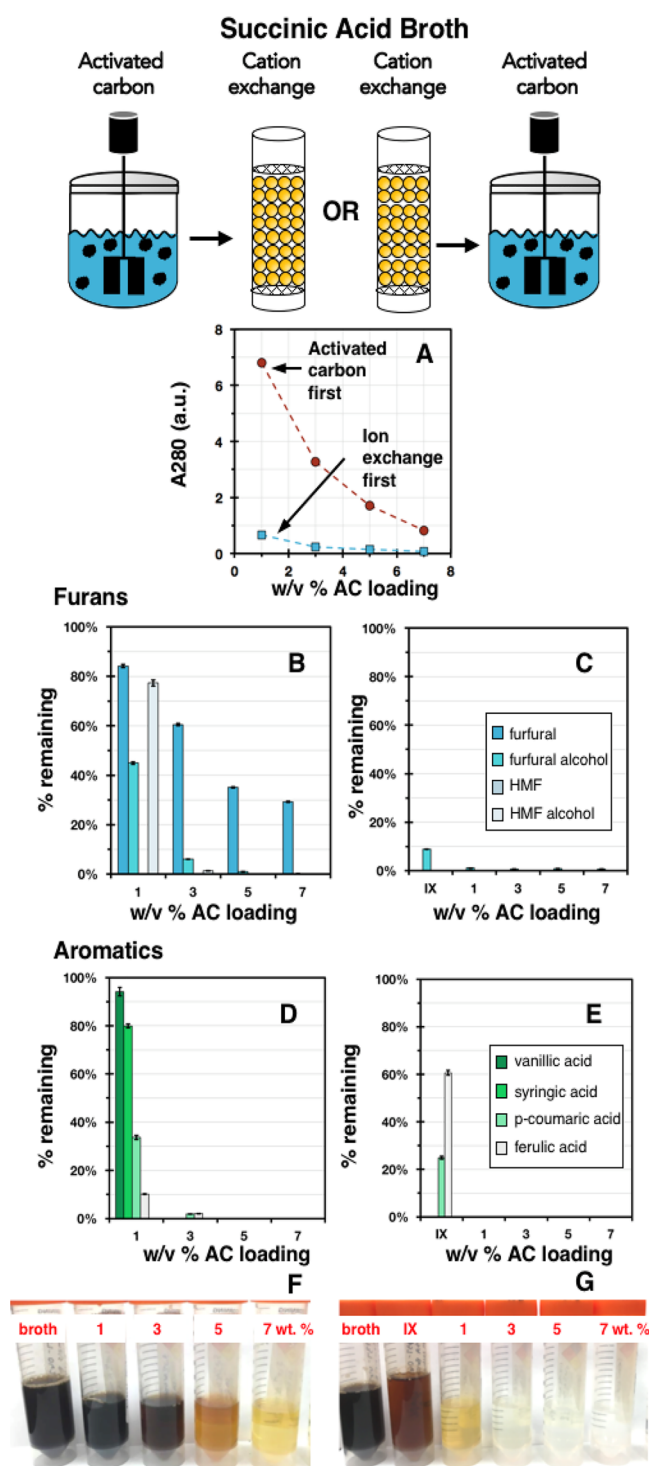 Succinic Acid Broth
Activated carbon
Cation exchange
Cation exchange
Activated carbon
OR
A
Activated carbon first
Ion exchange first
A280 (a.u.)
8
6
4
2
0
0 2 4 6 8
w/v % AC loading
Furans
B
% remaining
100%
80%
60%
40%
20%
0%
1 3 5 7
w/v % AC loading
C
% remaining
100%
80%
60%
40%
20%
0%
furfural
furfural alcohol
HMF
HMF alcohol
IX 1 3 5 7
w/v % AC loading
Aromatics
D
% remaining
100%
80%
60%
40%
20%
0%
1 3 5 7
w/v % AC loading
E
% remaining
100%
80%
60%
40%
20%
0%
vanillic acid
syringic acid
p-coumaric acid
ferulic acid
IX 1 3 5 7
w/v % AC loading
F
broth 1 3 5 7 wt. %
G
broth IX 1 3 5 7 wt. %